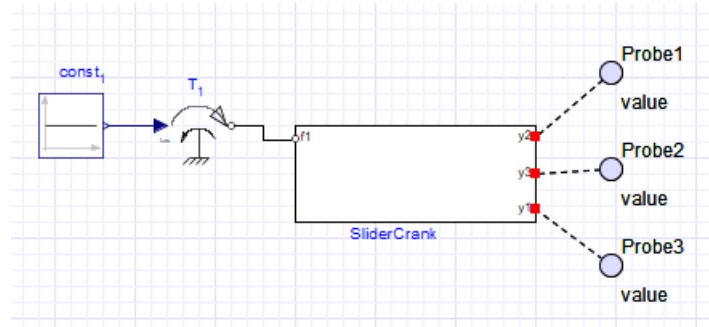 const1
T1
f1
y2
y3
y1
SliderCrank
Probe1
value
Probe2
value
Probe3
value